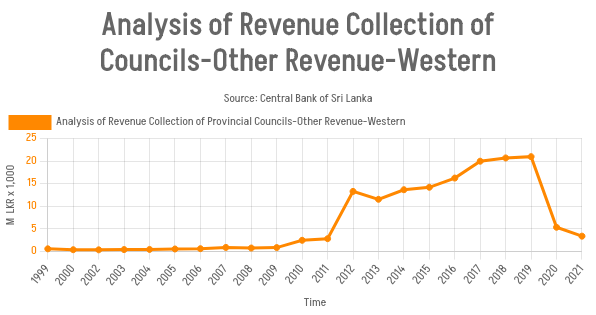 Analysis of Revenue Collection of
Councils-Other Revenue-Western
Source: Central Bank of Sri Lanka
Analysis of Revenue Collection of Provincial Councils-Other Revenue-Western
M LKR x 1,000
25
20
15
10
5
0
1999 2000 2002 2003 2004 2005 2006 2007 2008 2009 2010 2011 2012 2013 2014 2015 2016 2017 2018 2019 2020 2021
Time